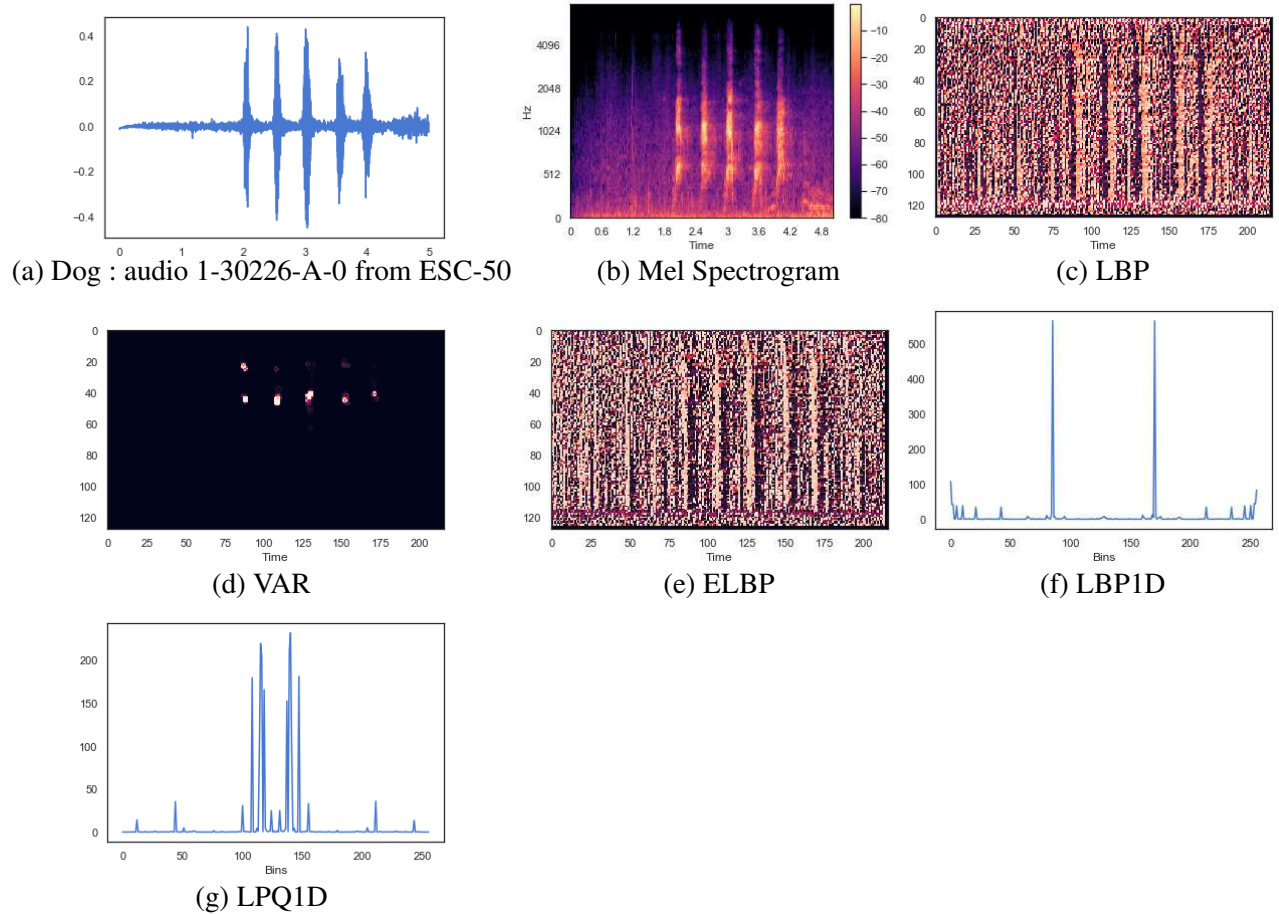 0.4
0.2
0.0
−0.2
−0.4
0 1 2 3 4 5
(a) Dog : audio 1-30226-A-0 from ESC-50
4096
2048
Hz
1024
512
0
0 0.6 1.2 1.8 2.4 3 3.6 4.2 4.8
Time
−10
−20
−30
−40
−50
−60
−70
−80
(b) Mel Spectrogram
0
20
40
60
80
100
120
0 25 50 75 100 125 150 175 200
Time
(c) LBP
0
20
40
60
80
100
120
0 25 50 75 100 125 150 175 200
Time
(d) VAR
0
20
40
60
80
100
120
0 25 50 75 100 125 150 175 200
Time
(e) ELBP
500
400
300
200
100
0
0 50 100 150 200 250
Bins
(f) LBP1D
200
150
100
50
0
0 50 100 150 200 250
Bins
(g) LPQ1D